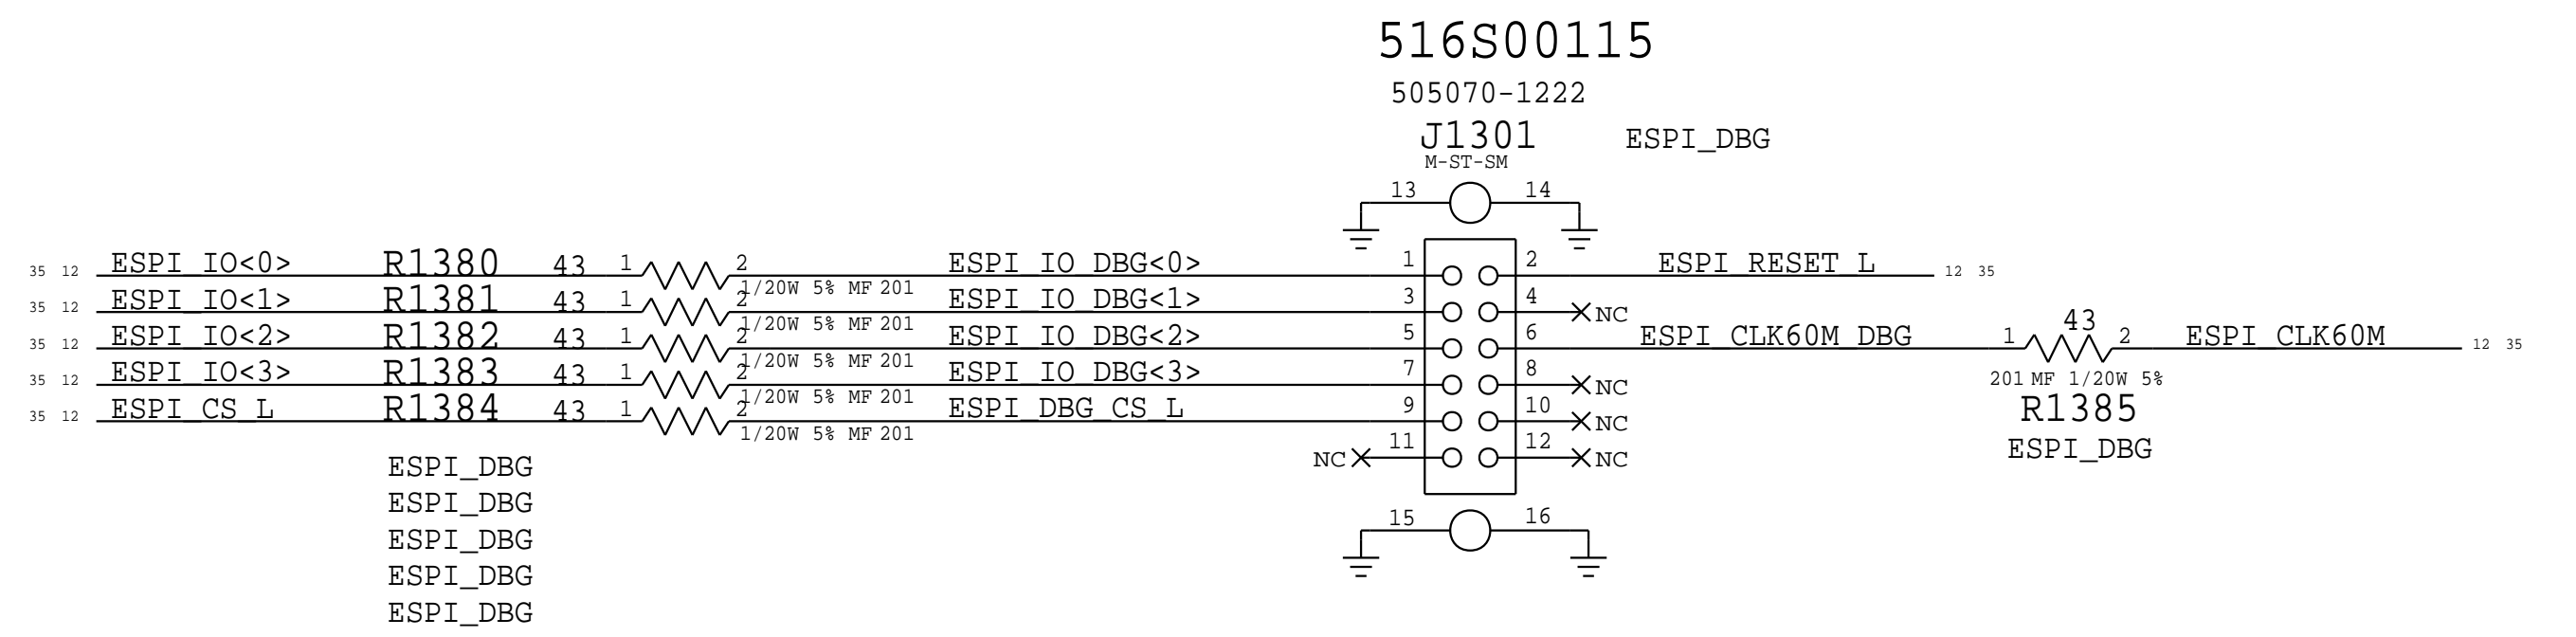 516S00115
505070-1222
J1301 ESPI_DBG
M-ST-SM
13 14
35 12 ESPI_IO<0> R1380 43 1 2 ESPI_IO_DBG<0> 1 2 ESPI_RESET_L 12 35
1/20W 5% MF 201
35 12 ESPI_IO<1> R1381 43 1 2 ESPI_IO_DBG<1> 3 4 NC
1/20W 5% MF 201
35 12 ESPI_IO<2> R1382 43 1 2 ESPI_IO_DBG<2> 5 6 ESPI_CLK60M_DBG 1 43 2 ESPI_CLK60M 12 35
1/20W 5% MF 201 201 MF 1/20W 5%
35 12 ESPI_IO<3> R1383 43 1 2 ESPI_IO_DBG<3> 7 8 NC
1/20W 5% MF 201 R1385
35 12 ESPI_CS_L R1384 43 1 2 ESPI_DBG_CS_L 9 10 NC
1/20W 5% MF 201 ESPI_DBG
NC 11 12 NC
ESPI_DBG
ESPI_DBG
15 16
ESPI_DBG
ESPI_DBG
ESPI_DBG